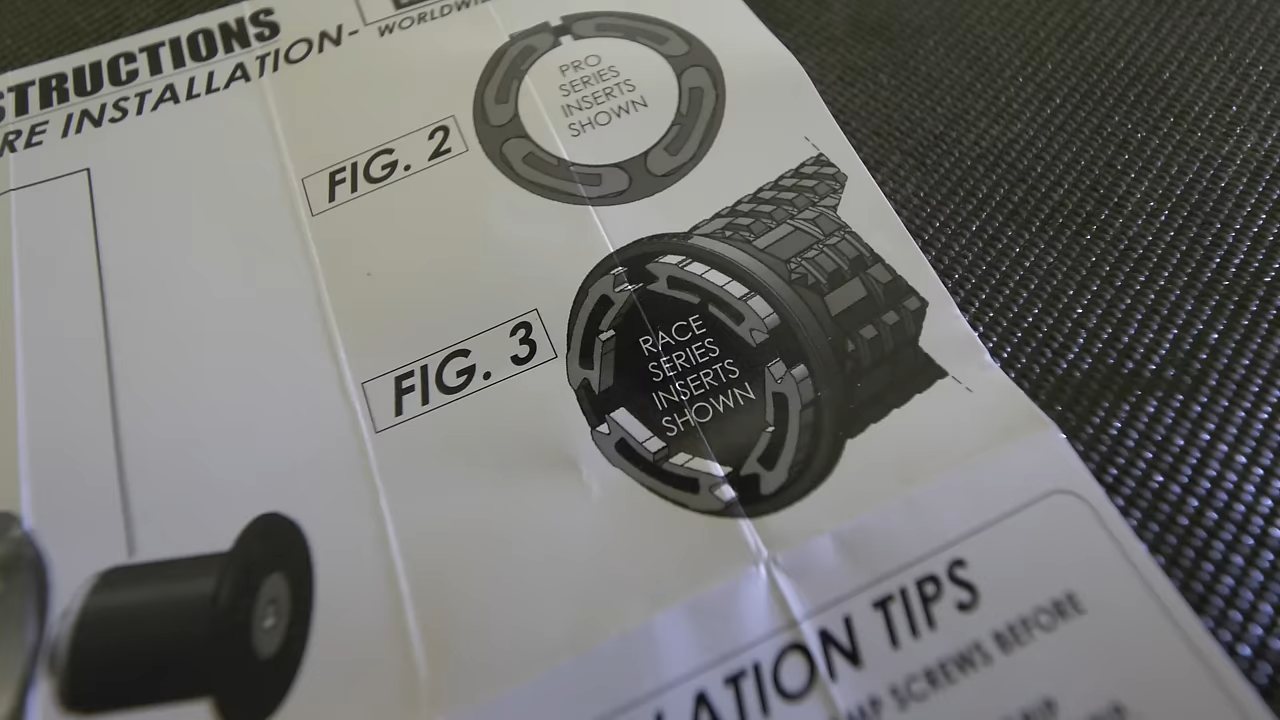 STRUCTIONS
RE INSTALLATION-
FIG. 2
PRO
SERIES
INSERTS
SHOWN
FIG. 3
RACE
SERIES
INSERTS
SHOWN
LATION TIPS
MP SCREWS BEFORE